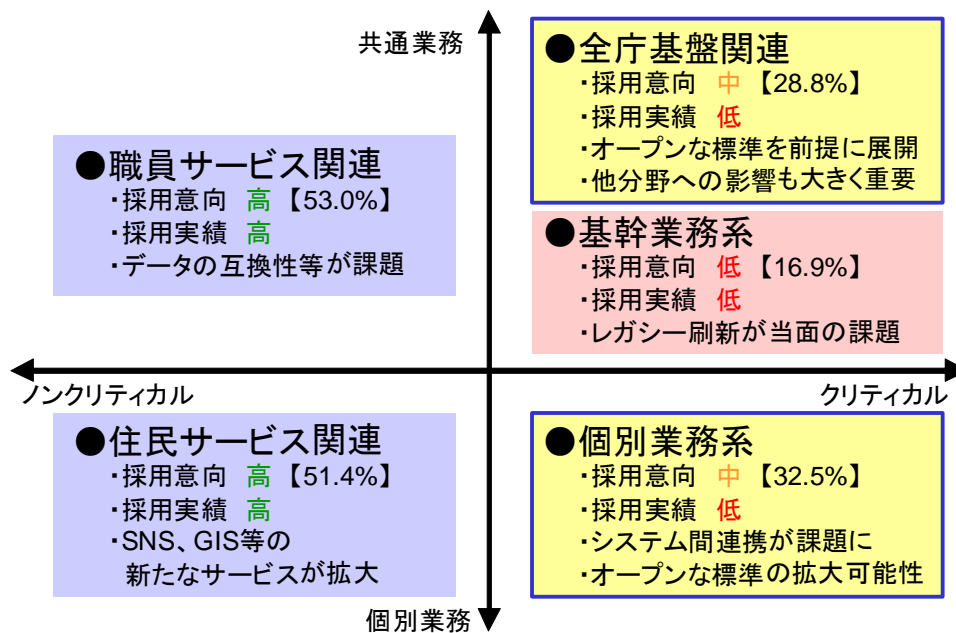 共通業務
●全庁基盤関連
・採用意向 中 【28.8%】
・採用実績 低
・オープンな標準を前提に展開
・他分野への影響も大きく重要
●職員サービス関連
・採用意向 高 【53.0%】
・採用実績 高
・データの互換性等が課題
●基幹業務系
・採用意向 低 【16.9%】
・採用実績 低
・レガシー刷新が当面の課題
ノンクリティカル
クリティカル
●住民サービス関連
・採用意向 高 【51.4%】
・採用実績 高
・SNS、GIS等の
新たなサービスが拡大
●個別業務系
・採用意向 中 【32.5%】
・採用実績 低
・システム間連携が課題に
・オープンな標準の拡大可能性
個別業務